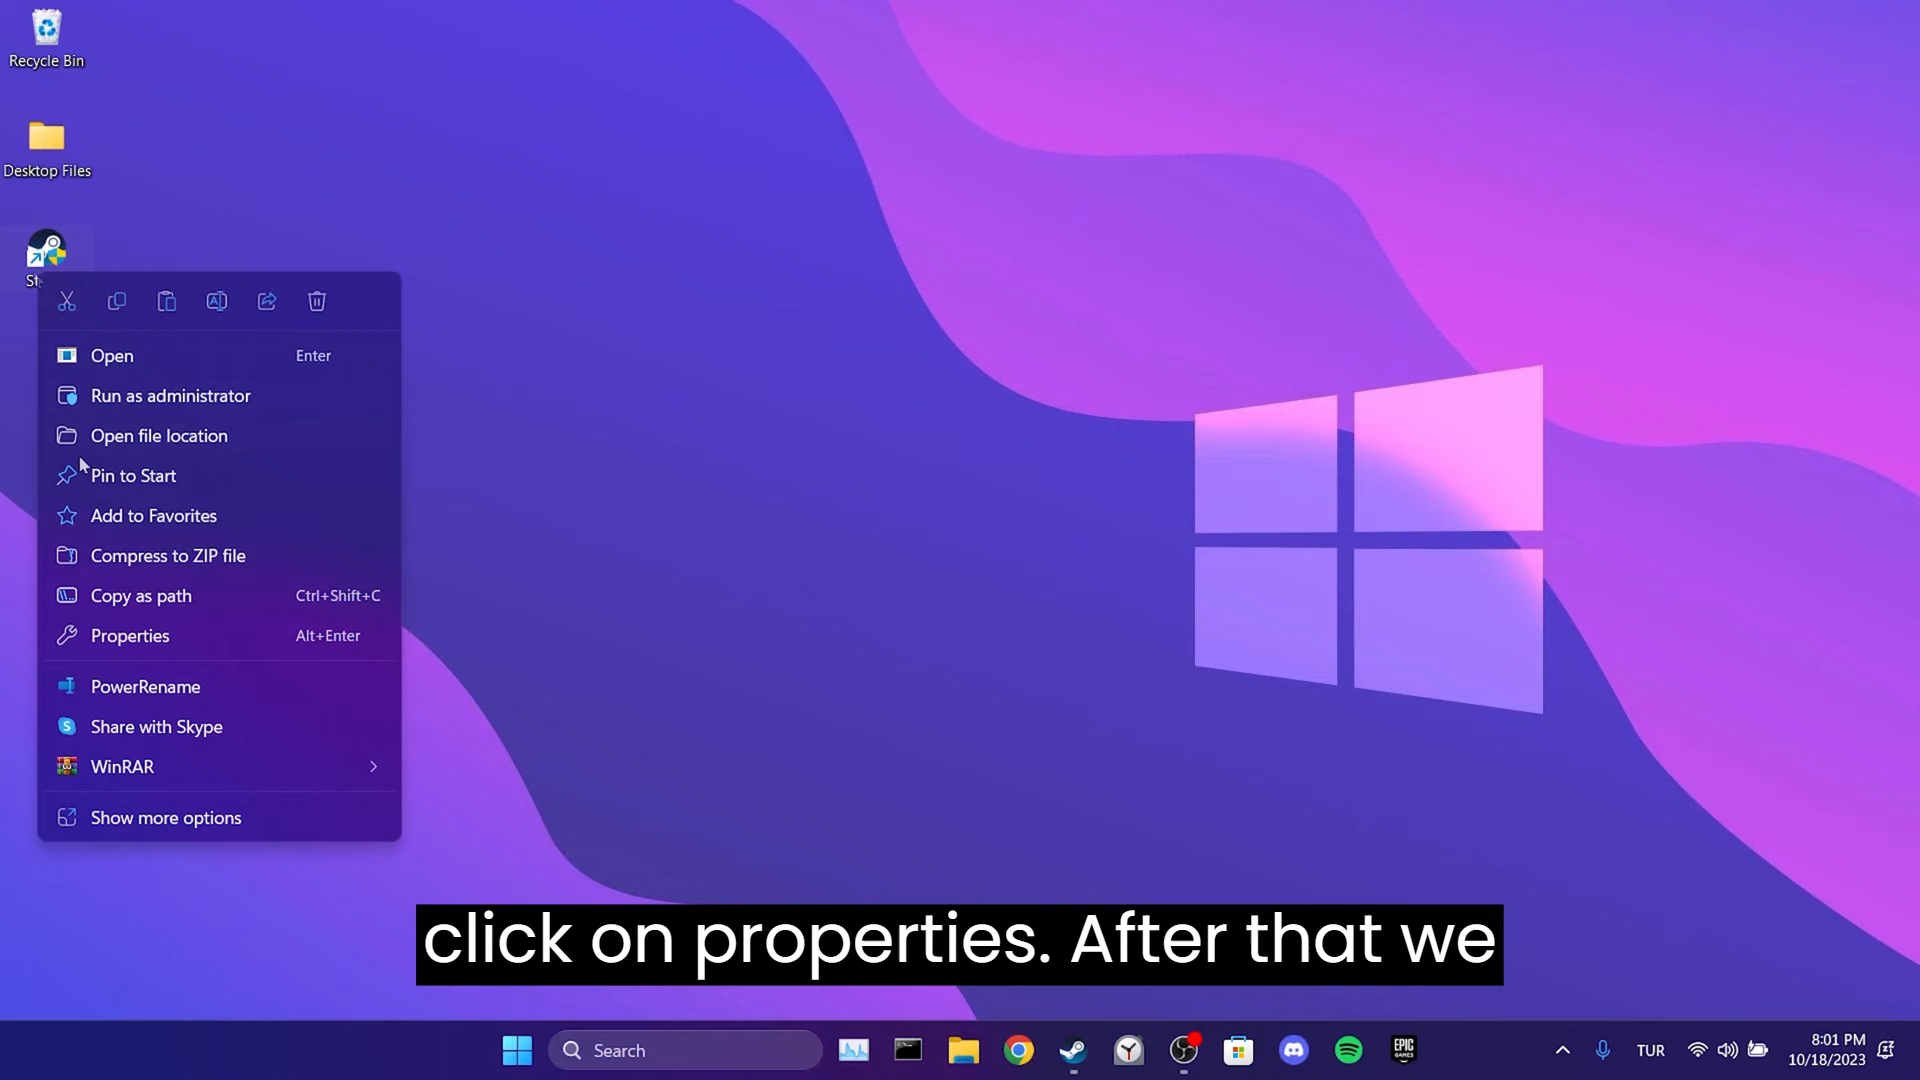 Recycle Bin
Desktop Files
Open Enter
Run as administrator
Open file location
Pin to Start
Add to Favorites
Compress to ZIP file
Copy as path Ctrl+Shift+C
Properties Alt+Enter
PowerRename
Share with Skype
WinRAR
Show more options
click on properties. After that we
Search
EPIC
GAMES
TUR
8:01 PM
10/18/2023